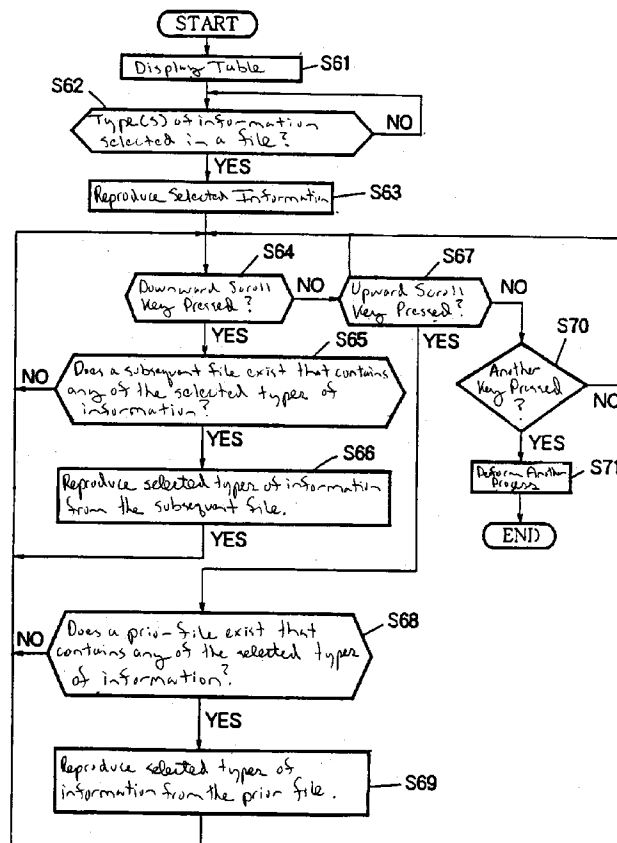 START
Display Table
S61
S62
Type(s) of information
selected in a file?
NO
YES
Reproduce Selected Information
S63
S64
Downward Scroll
Key Pressed?
NO
S67
Upward Scroll
Key Pressed?
NO
YES
S65
YES
S70
NO
Does a subsequent file exist that contains
any of the selected types of
information?
Another
Key Pressed
?
NO
YES
S66
YES
Reproduce selected types of information
from the subsequent file.
S71
Perform Another
Process
YES
END
S68
NO
Does a prior file exist that
contains any of the selected types
of information?
YES
Reproduce selected types of
information from the prior file.
S69